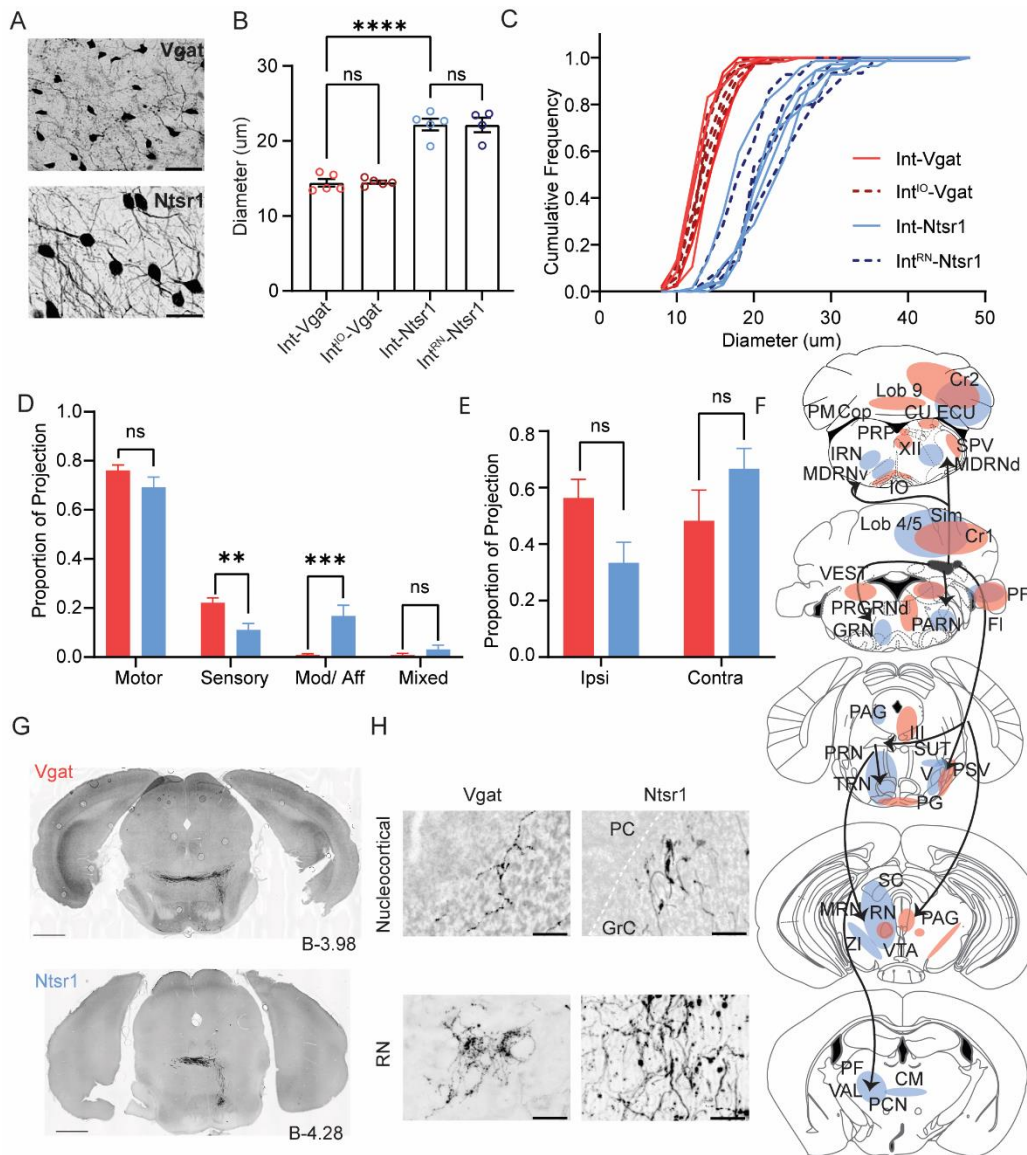 A
Vgat
Ntsr1
B
****
ns
ns
30
20
10
0
Diameter (um)
Int-Vgat
Int^IO-Vgat
Int-Ntsr1
Int^RN-Ntsr1
C
1.0
0.8
0.6
0.4
0.2
0.0
Cumulative Frequency
0 10 20 30 40 50
Diameter (um)
Int-Vgat
Int^IO-Vgat
Int-Ntsr1
Int^RN-Ntsr1
D
1.0
0.8
0.6
0.4
0.2
0.0
Proportion of Projection
ns
**
***
ns
Motor Sensory Mod/ Aff Mixed
E
0.8
0.6
0.4
0.2
0.0
Proportion of Projection
ns
ns
Ipsi Contra
F
Lob 9
Cr2
PM Cop
CU ECU
PRP
IRN
XII
SPV
MDRNd
MDRNv
IO
Sim
Lob 4/5
Cr1
VEST
PF
PRGRNd
GRN
PARN
Fl
PAG
III
PRN
SUT
TRN
V
PSV
PG
SC
MRN
RN
PAG
ZI
VTA
PF
VAL
CM
PCN
G
Vgat
B-3.98
Ntsr1
B-4.28
H
Vgat
Ntsr1
Nucleocortical
PC
GrC
RN